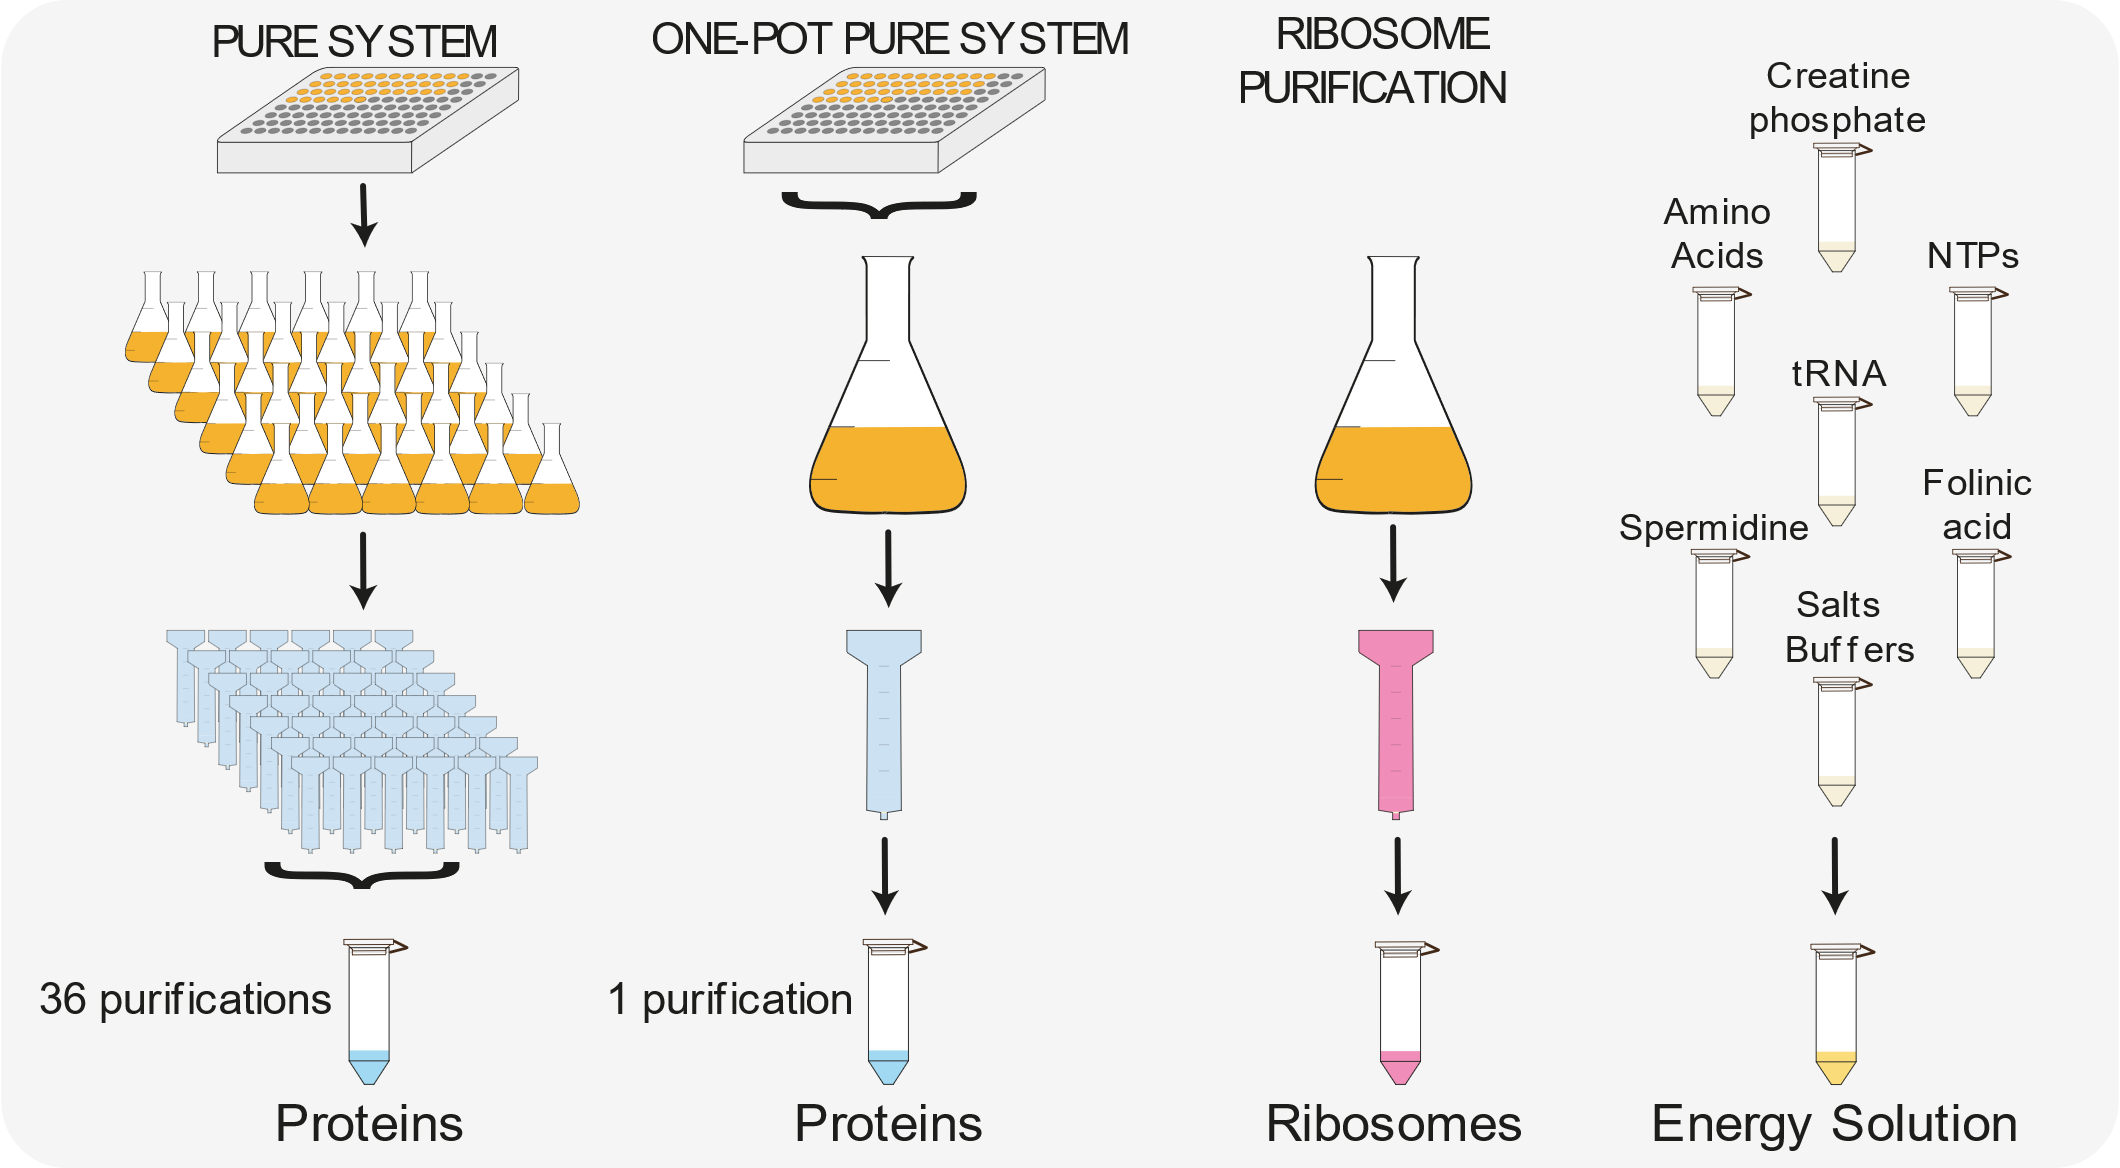 PURE SYSTEM
ONE-POT PURE SYSTEM
RIBOSOME
PURIFICATION
Creatine
phosphate
Amino
Acids
NTPs
tRNA
Folinic
acid
Spermidine
Salts
Buffers
36 purifications
1 purification
Proteins
Proteins
Ribosomes
Energy Solution